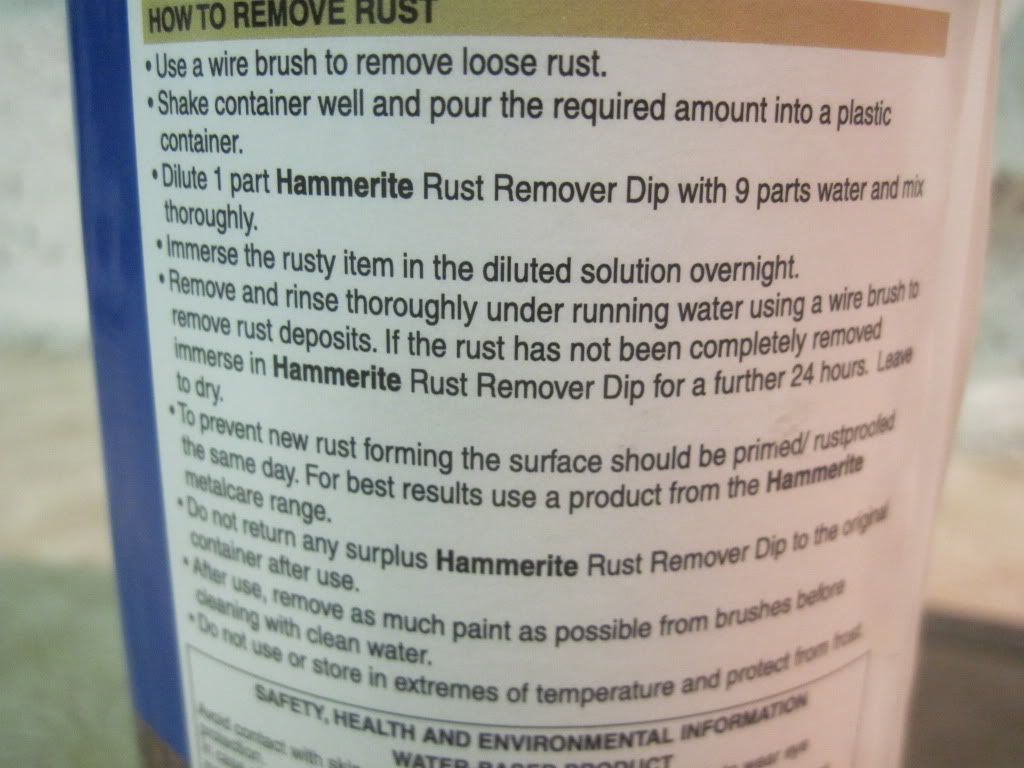 HOW TO REMOVE RUST
• Use a wire brush to remove loose rust.
• Shake container well and pour the required amount into a plastic
container.
• Dilute 1 part Hammerite Rust Remover Dip with 9 parts water and mix
thoroughly.
• Immerse the rusty item in the diluted solution overnight.
• Remove and rinse thoroughly under running water using a wire brush to
remove rust deposits. If the rust has not been completely removed
immerse in Hammerite Rust Remover Dip for a further 24 hours. Leave
to dry.
• To prevent new rust forming the surface should be primed/ rustproofed
the same day. For best results use a product from the Hammerite
metalcare range.
• Do not return any surplus Hammerite Rust Remover Dip to the original
container after use.
• After use, remove as much paint as possible from brushes before
cleaning with clean water.
• Do not use or store in extremes of temperature and protect from frost.
SAFETY, HEALTH AND ENVIRONMENTAL INFORMATION
WATER BASED PRODUCT
Avoid contact with skin wear eye
protection.